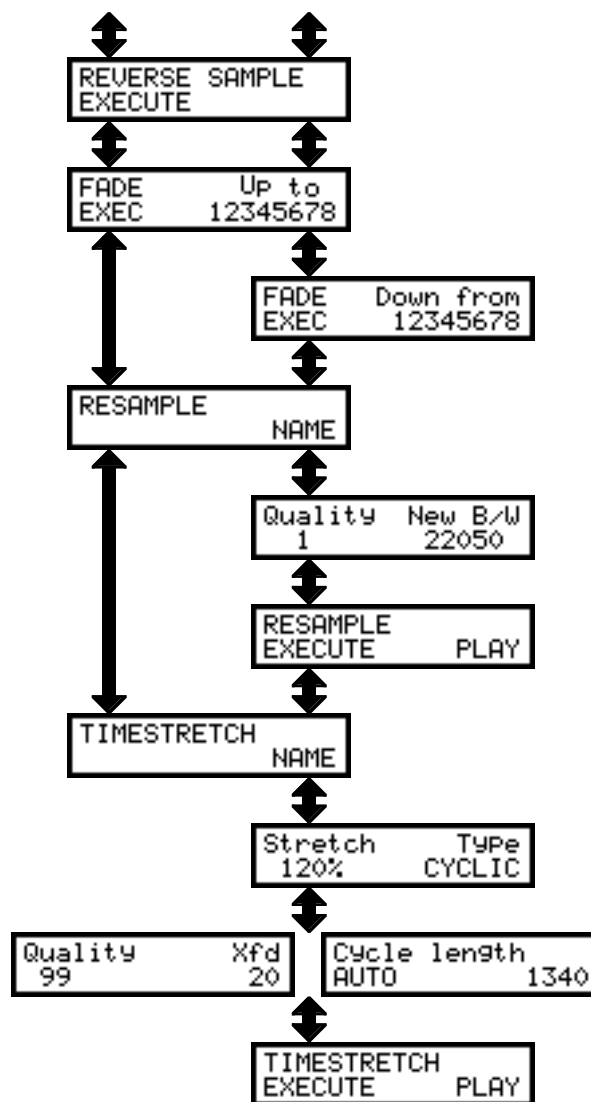 REVERSE SAMPLE
EXECUTE
FADE Up to
EXEC 12345678
FADE Down from
EXEC 12345678
RESAMPLE
NAME
Quality New B/W
1 22050
RESAMPLE
EXECUTE PLAY
TIMESTRETCH
NAME
Stretch Type
120% CYCLIC
Quality Xfd
99 20
Cycle length
AUTO 1340
TIMESTRETCH
EXECUTE PLAY